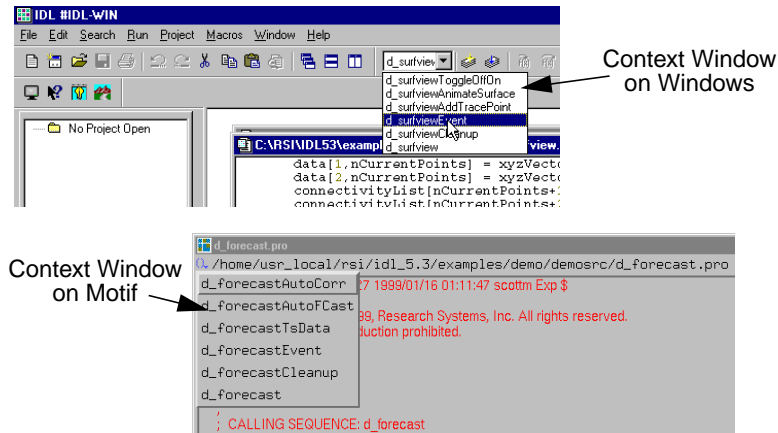 IDL #IDL-WIN
File Edit Search Run Project Macros Window Help
d_surfview
Context Window
on Windows
d_surfviewToggleOffOn
d_surfviewAnimateSurface
d_surfviewAddTracePoint
d_surfviewEvent
d_surfviewCleanup
d_surfview
No Project Open
C:\RSI\IDL53\exampl view.
data[1,nCurrentPoints] = xyzVecto
data[2,nCurrentPoints] = xyzVecto
connectivityList[nCurrentPoints+1
connectivityList[nCurrentPoints+
d_forecast.pro
/home/usr_local/rsi/idl_5.3/examples/demo/demosrc/d_forecast.pro
Context Window
on Motif
d_forecastAutoCorr
d_forecastAutoFCast
d_forecastTsData
d_forecastEvent
d_forecastCleanup
d_forecast
27 1999/01/16 01:11:47 scottm Exp $
99, Research Systems, Inc. All rights reserved.
duction prohibited.
; CALLING SEQUENCE: d_forecast